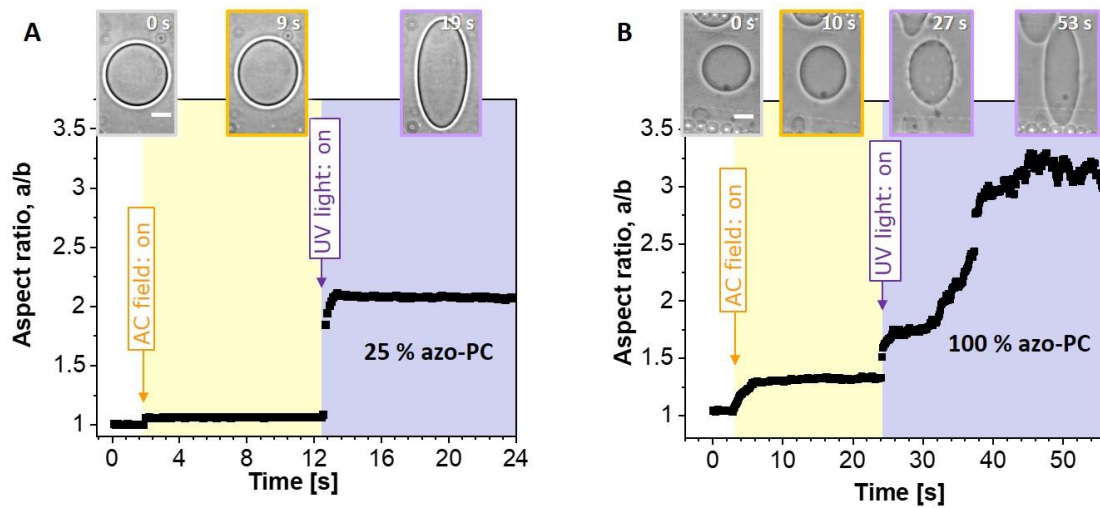 A
0 s
9 s
19 s
Aspect ratio, a/b
3.5
3
2.5
2
1.5
1
AC field: on
UV light: on
25 % azo-PC
0
4
8
12
16
20
24
Time [s]
B
0 s
10 s
27 s
53 s
Aspect ratio, a/b
3.5
3
2.5
2
1.5
1
AC field: on
UV light: on
100 % azo-PC
0
10
20
30
40
50
Time [s]